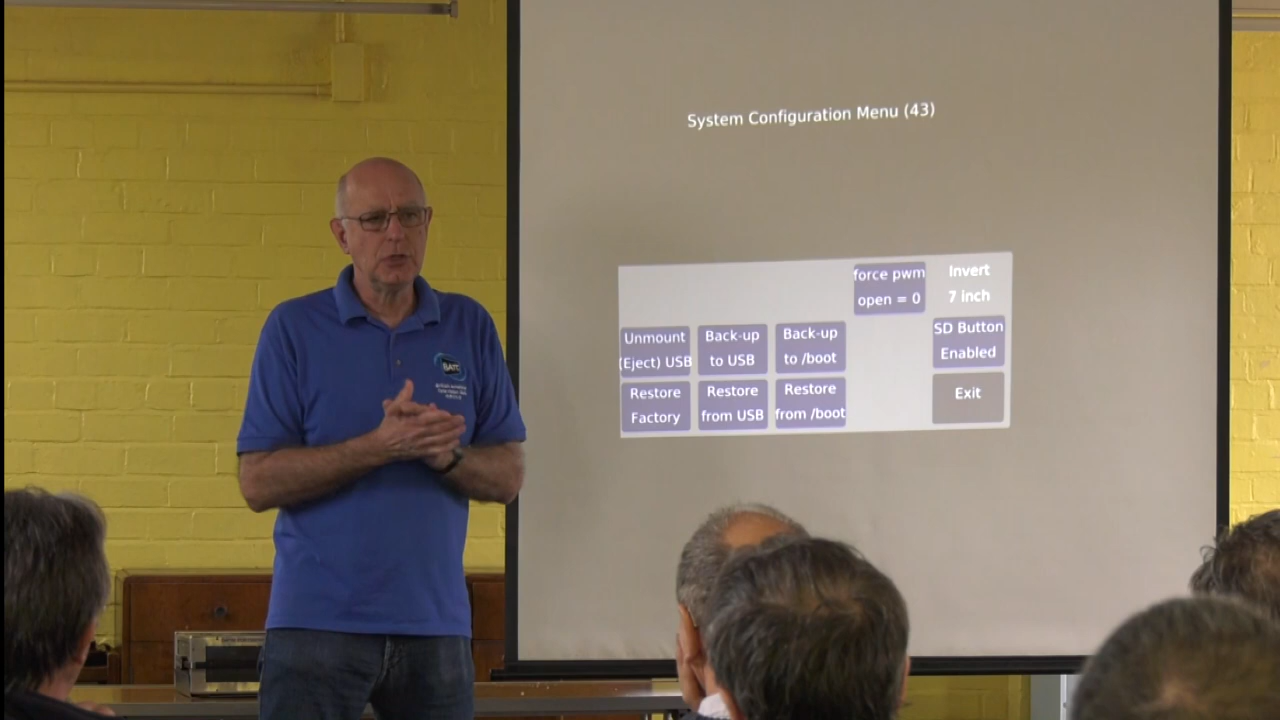 System Configuration Menu (43)
force pwm
open = 0
Invert
7 inch
Unmount
(Eject) USB
Back-up
to USB
Back-up
to /boot
SD Button
Enabled
Restore
Factory
Restore
from USB
Restore
from /boot
Exit
BATC